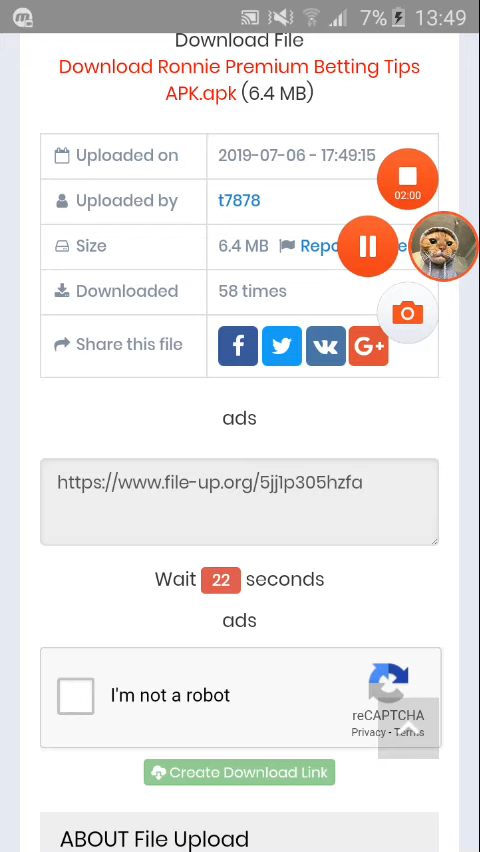 7% 13:49
Download File
Download Ronnie Premium Betting Tips
APK.apk (6.4 MB)
Uploaded on 2019-07-06 - 17:49:15
02:00
Uploaded by t7878
Size 6.4 MB
Downloaded 58 times
Share this file
G+
ads
https://www.file-up.org/5jj1p305hzfa
Wait 22 seconds
ads
I'm not a robot
reCAPTCHA
Privacy - Terms
Create Download Link
ABOUT File Upload